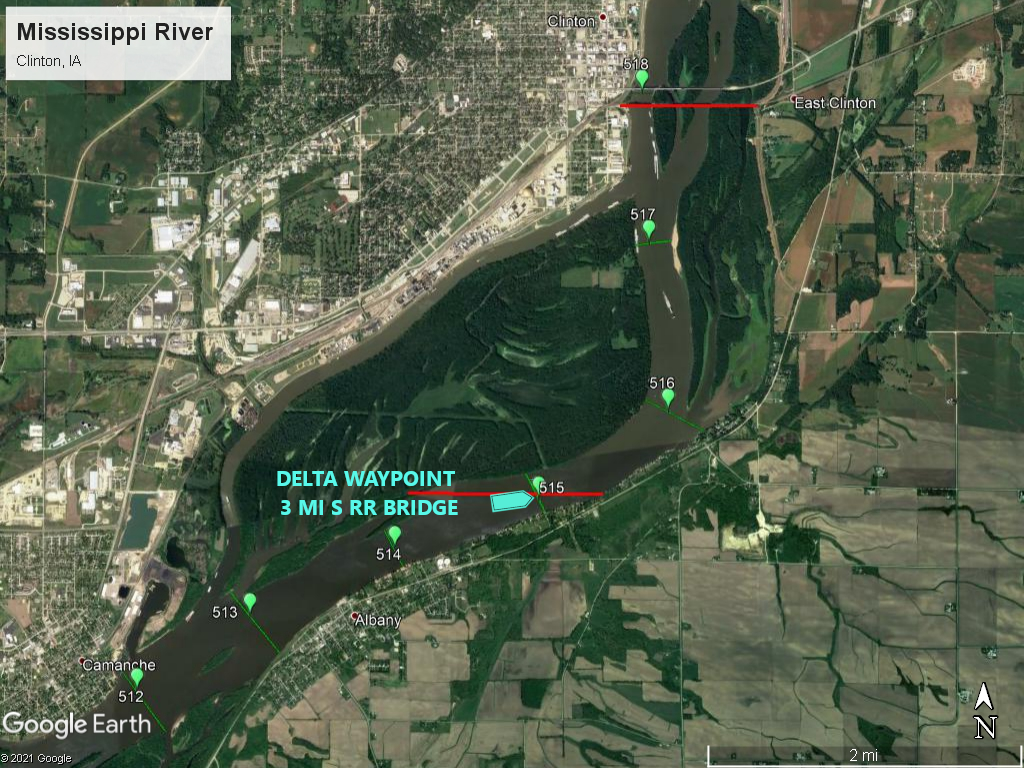 Mississippi River
Clinton, IA
Clinton
518
East Clinton
517
516
DELTA WAYPOINT
3 MI S RR BRIDGE
515
514
513
Albany
Camanche
512
Google Earth
© 2021 Google
2 mi
N